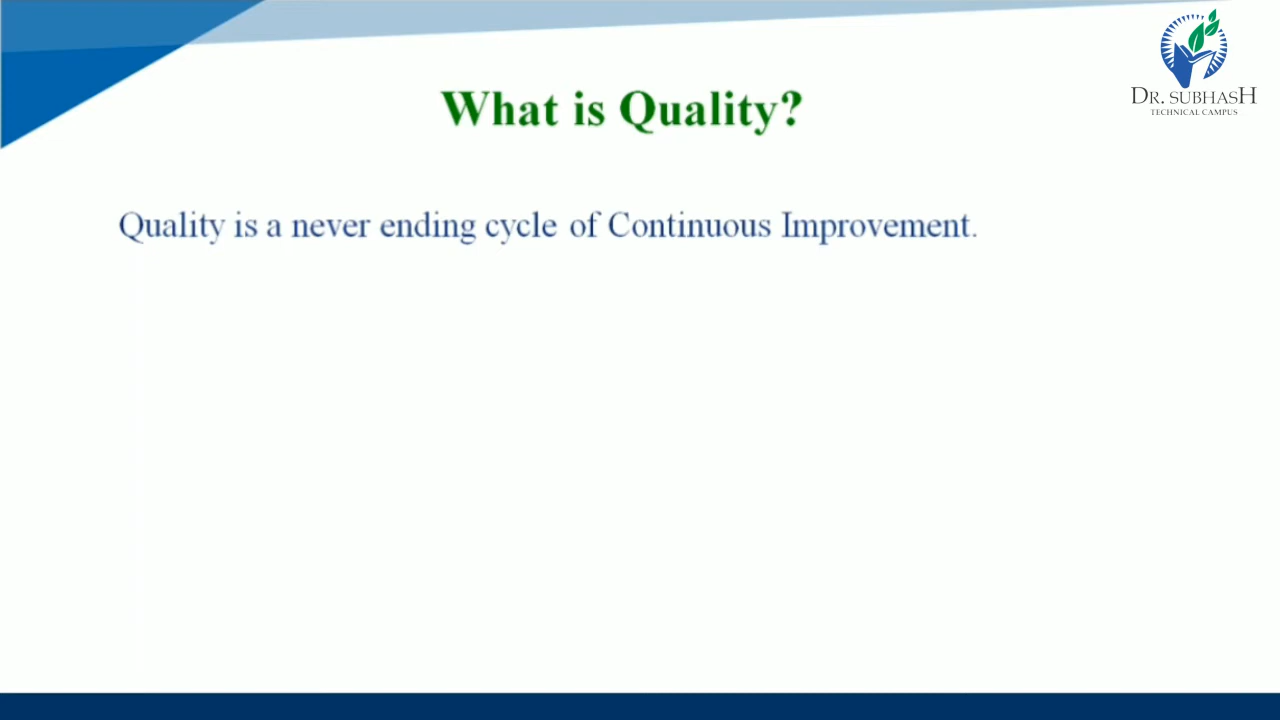 DR. SUBHASH
TECHNICAL CAMPUS
What is Quality?
Quality is a never ending cycle of Continuous Improvement.